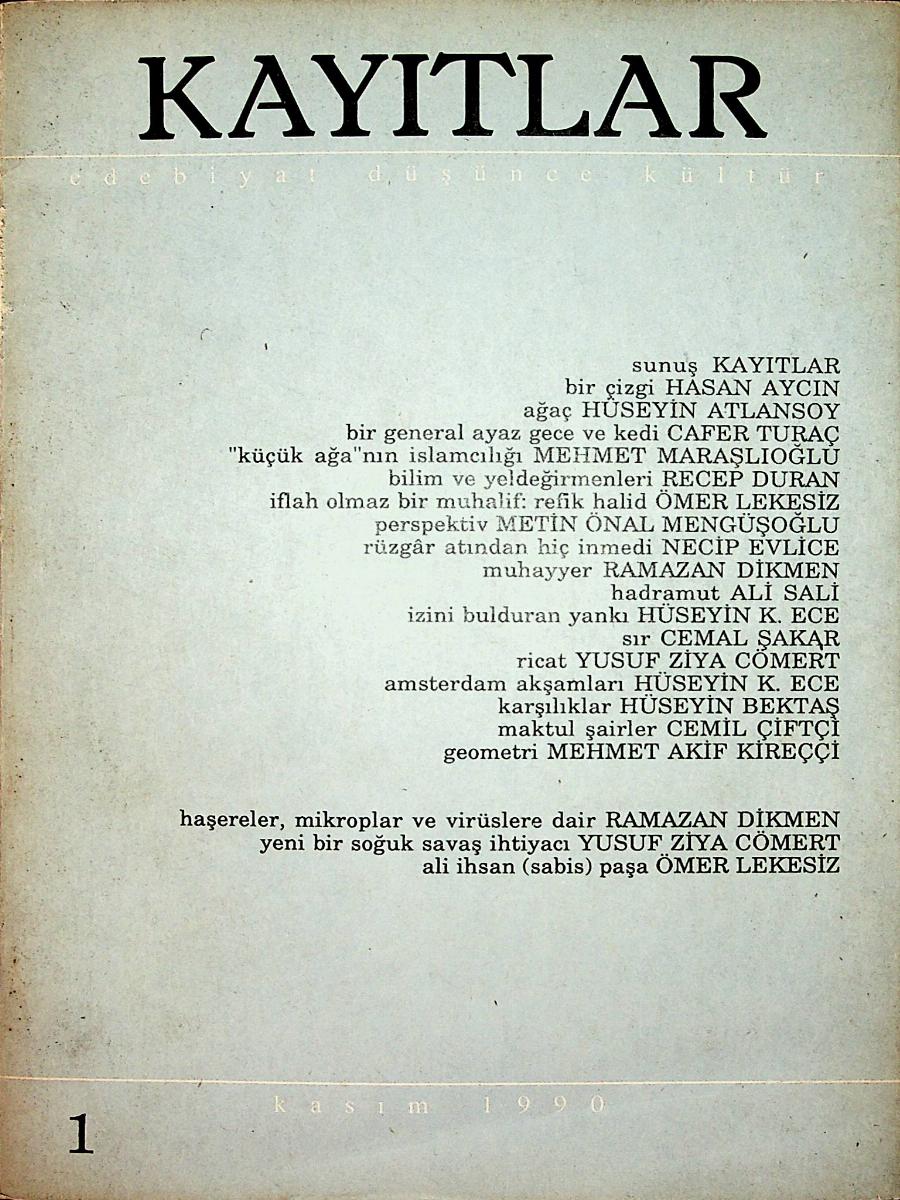 KAYITLAR
edebiyat düşünce kültür
sunuş KAYITLAR
bir çizgi HASAN AYCIN
ağaç HÜSEYİN ATLANSOY
bir general ayaz gece ve kedi CAFER TURAÇ
"küçük ağa"nın islamcılığı MEHMET MARAŞLIOĞLU
bilim ve yeldeğirmenleri RECEP DURAN
iflah olmaz bir muhalif: refik halid ÖMER LEKESİZ
perspektiv METİN ÖNAL MENGÜŞOĞLU
rüzgâr atından hiç inmedi NECİP EVLİCE
muhayyer RAMAZAN DİKMEN
hadramut ALİ SALİ
izini bulduran yankı HÜSEYİN K. ECE
sır CEMAL ŞAKAR
ricat YUSUF ZİYA CÖMERT
amsterdam akşamları HÜSEYİN K. ECE
karşılıklar HÜSEYİN BEKTAŞ
maktul şairler CEMİL ÇİFTÇİ
geometri MEHMET AKİF KİREÇÇİ
haşereler, mikroplar ve virüslere dair RAMAZAN DİKMEN
yeni bir soğuk savaş ihtiyacı YUSUF ZİYA CÖMERT
ali ihsan (sabis) paşa ÖMER LEKESİZ
kasım 1990
1